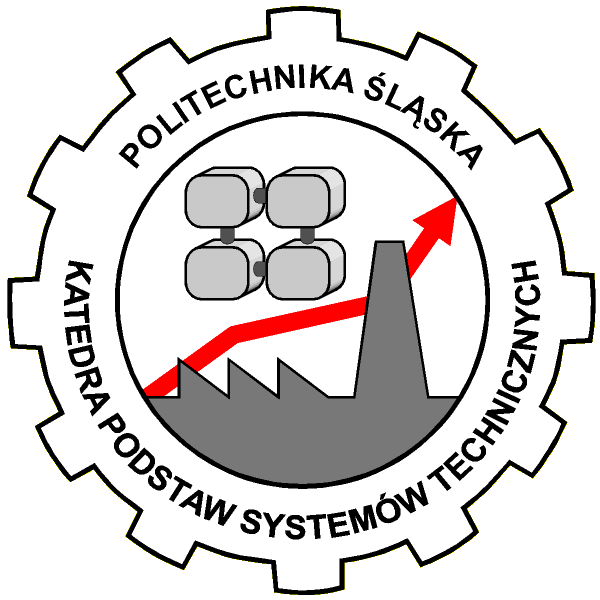 POLITECHNIKA ŚLĄSKA
KATEDRA PODSTAW SYSTEMÓW TECHNICZNYCH